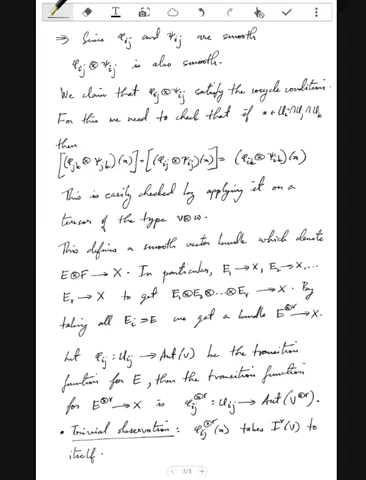 ⇒ Since φij and ψij are smooth
φij⊗ψij is also smooth.
We claim that φij⊗ψij satisfy the cocycle condition.
For this we need to check that if x∈Ui∩Uj∩Uk
then
[(φjk⊗ψjk)(x)]∘[(φij⊗ψij)(x)] = (φik⊗ψik)(x)
This is easily checked by applying it on a
tensor of the type v⊗w.
This defines a smooth vector bundle which denote
E⊗F → X. In particular, E1→X, E2→X,...
Er → X to get E1⊗E2⊗...⊗Er → X. By
taking all Ei = E we get a bundle E⊗r → X.
Let φij : Uij → Aut(V) be the transition
function for E, then the transition function
for E⊗r → X is φij⊗r : Uij → Aut(V⊗r).
• Trivial observation : φij⊗r(x) takes Ir(V) to
itself.
3/3